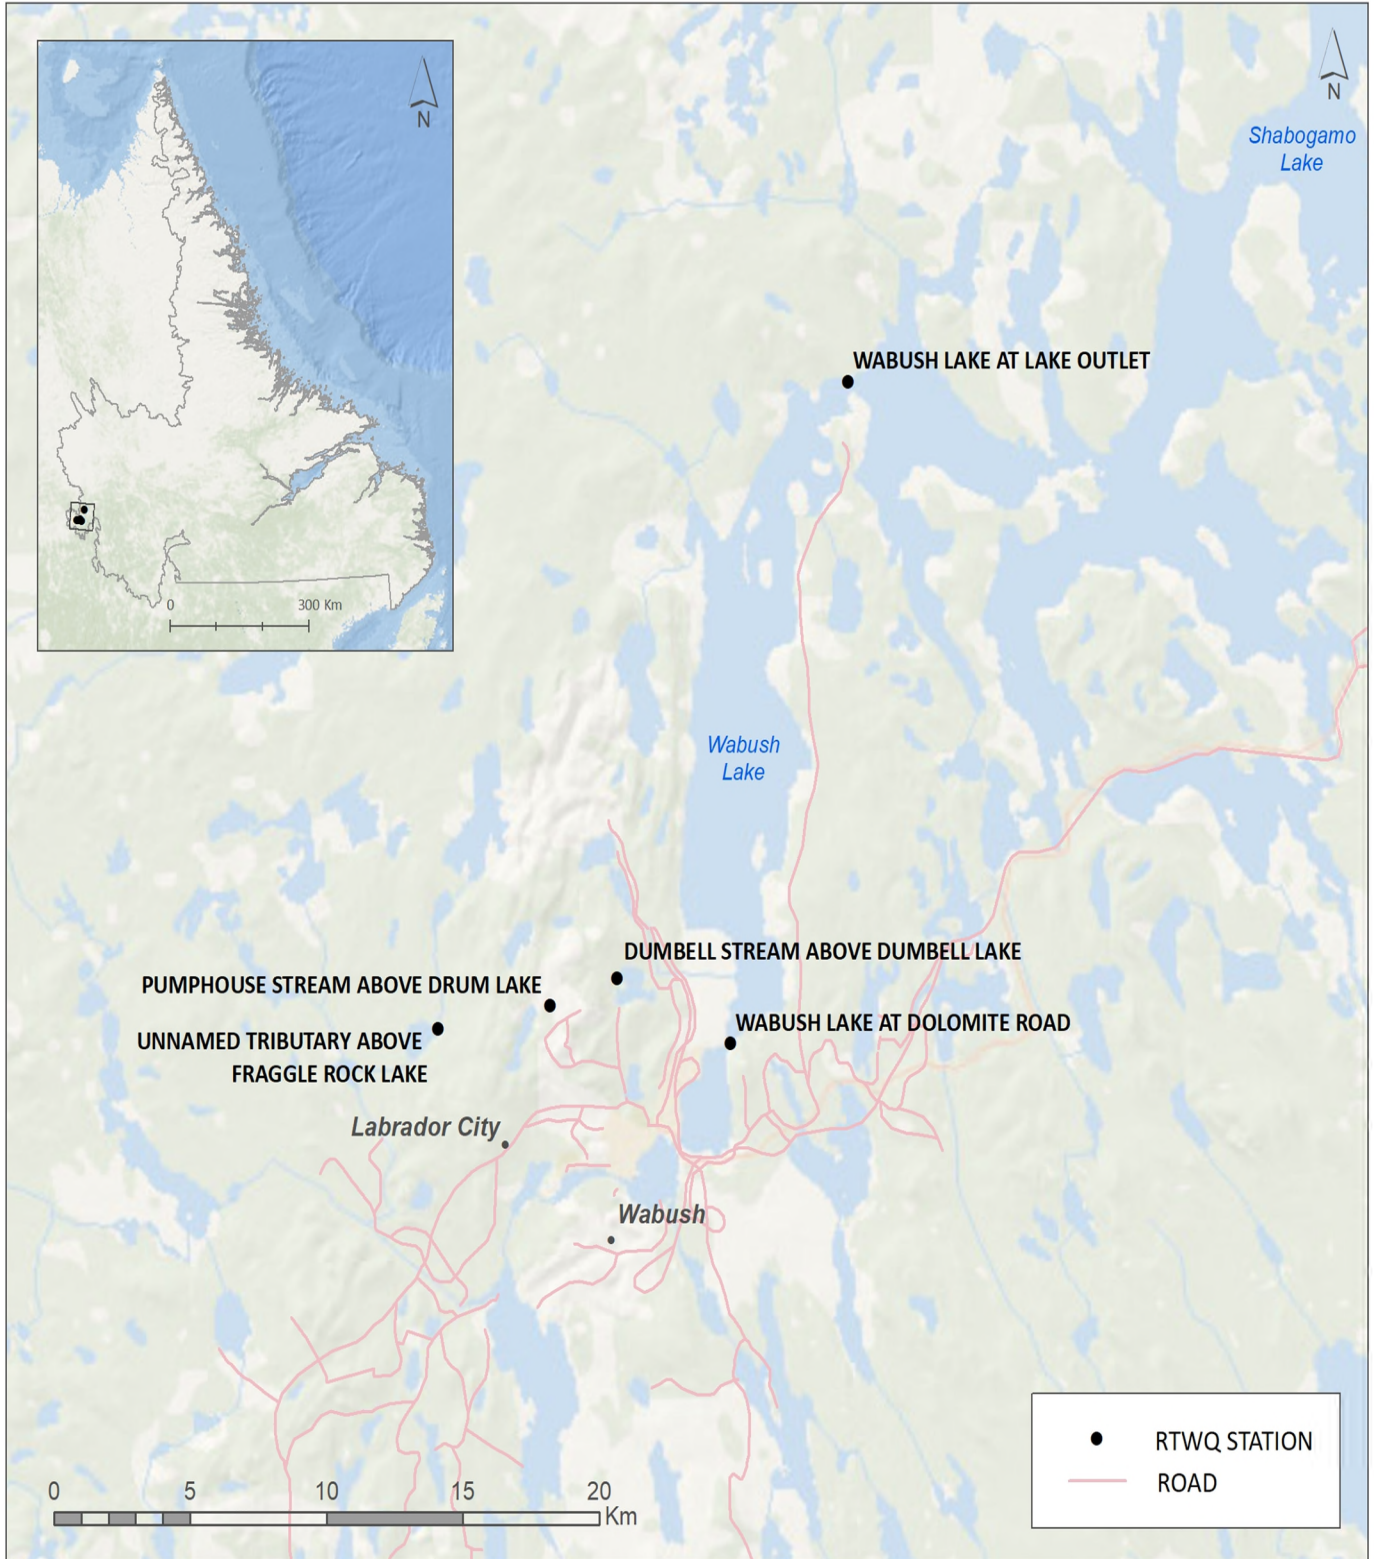 N
N
Shabogamo
Lake
WABUSH LAKE AT LAKE OUTLET
0
300 Km
Wabush
Lake
DUMBELL STREAM ABOVE DUMBELL LAKE
PUMPHOUSE STREAM ABOVE DRUM LAKE
WABUSH LAKE AT DOLOMITE ROAD
UNNAMED TRIBUTARY ABOVE
FRAGGLE ROCK LAKE
Labrador City
Wabush
RTWQ STATION
ROAD
0 5 10 15 20
Km